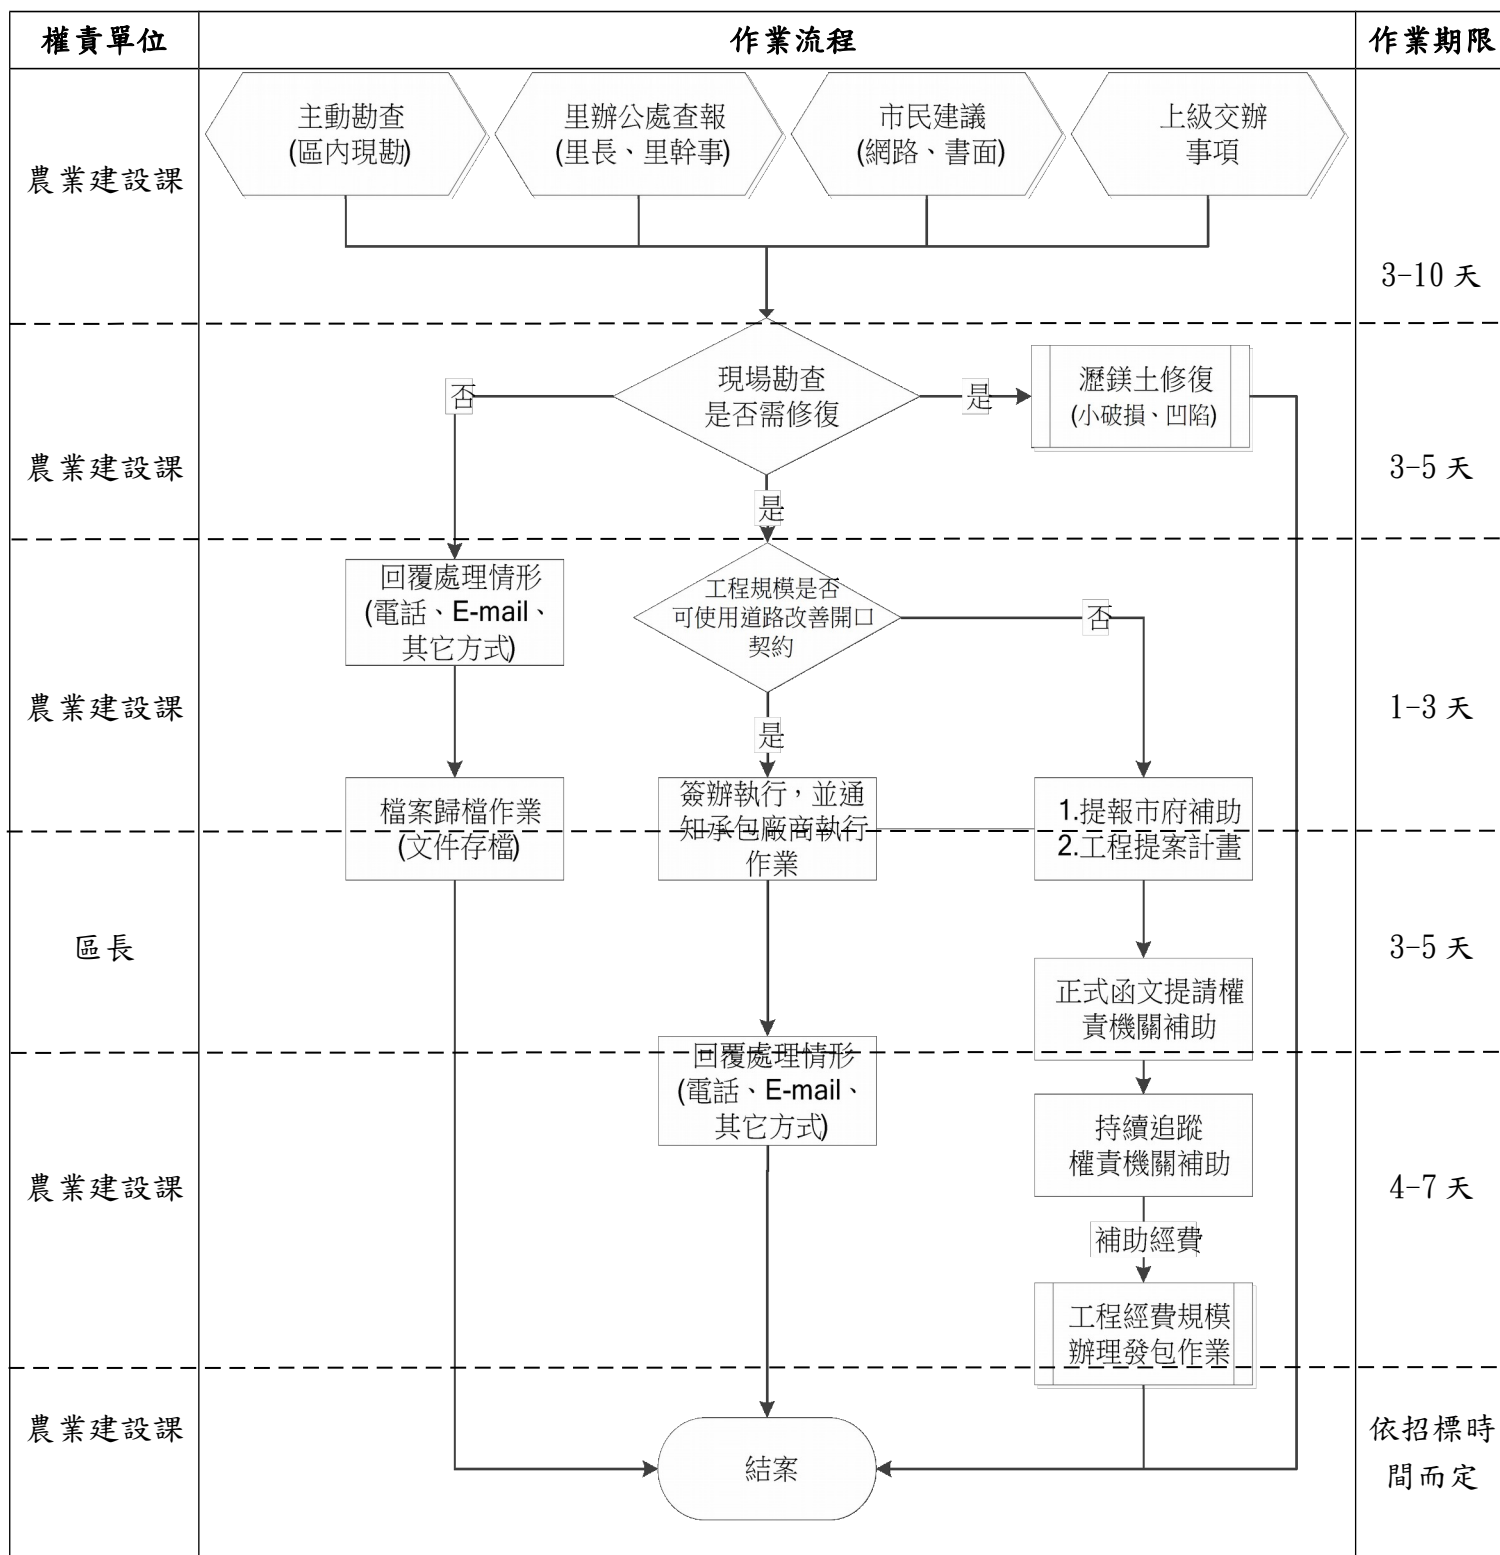 權責單位
作業流程
作業期限
主動勘查
(區內現勘)
里辦公處查報
(里長、里幹事)
市民建議
(網路、書面)
上級交辦
事項
農業建設課
3-10 天
現場勘查
是否需修復
否
是
瀝鎂土修復
(小破損、凹陷)
農業建設課
3-5 天
是
回覆處理情形
(電話、E-mail、
其它方式)
工程規模是否
可使用道路改善開口
契約
否
農業建設課
1-3 天
是
檔案歸檔作業
(文件存檔)
簽辦執行，並通
知承包廠商執行
作業
1.提報市府補助
2.工程提案計畫
區長
3-5 天
正式函文提請權
責機關補助
回覆處理情形
(電話、E-mail、
其它方式)
持續追蹤
權責機關補助
農業建設課
4-7 天
補助經費
工程經費規模
辦理發包作業
農業建設課
結案
依招標時
間而定